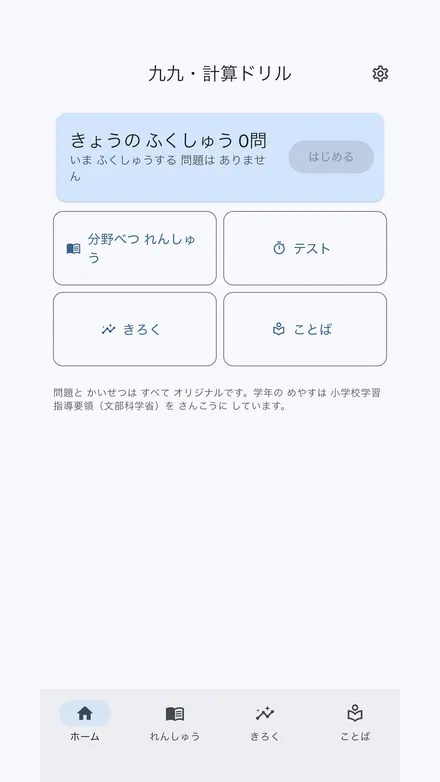 九九・計算ドリル
きょうの ふくしゅう 0問
いま ふくしゅうする 問題は ありませ
ん
はじめる
分野べつ れんしゅ
う
テスト
きろく
ことば
問題と かいせつは すべて オリジナルです。学年の めやすは 小学校学習
指導要領（文部科学省）を さんこうに しています。
ホーム
れんしゅう
きろく
ことば